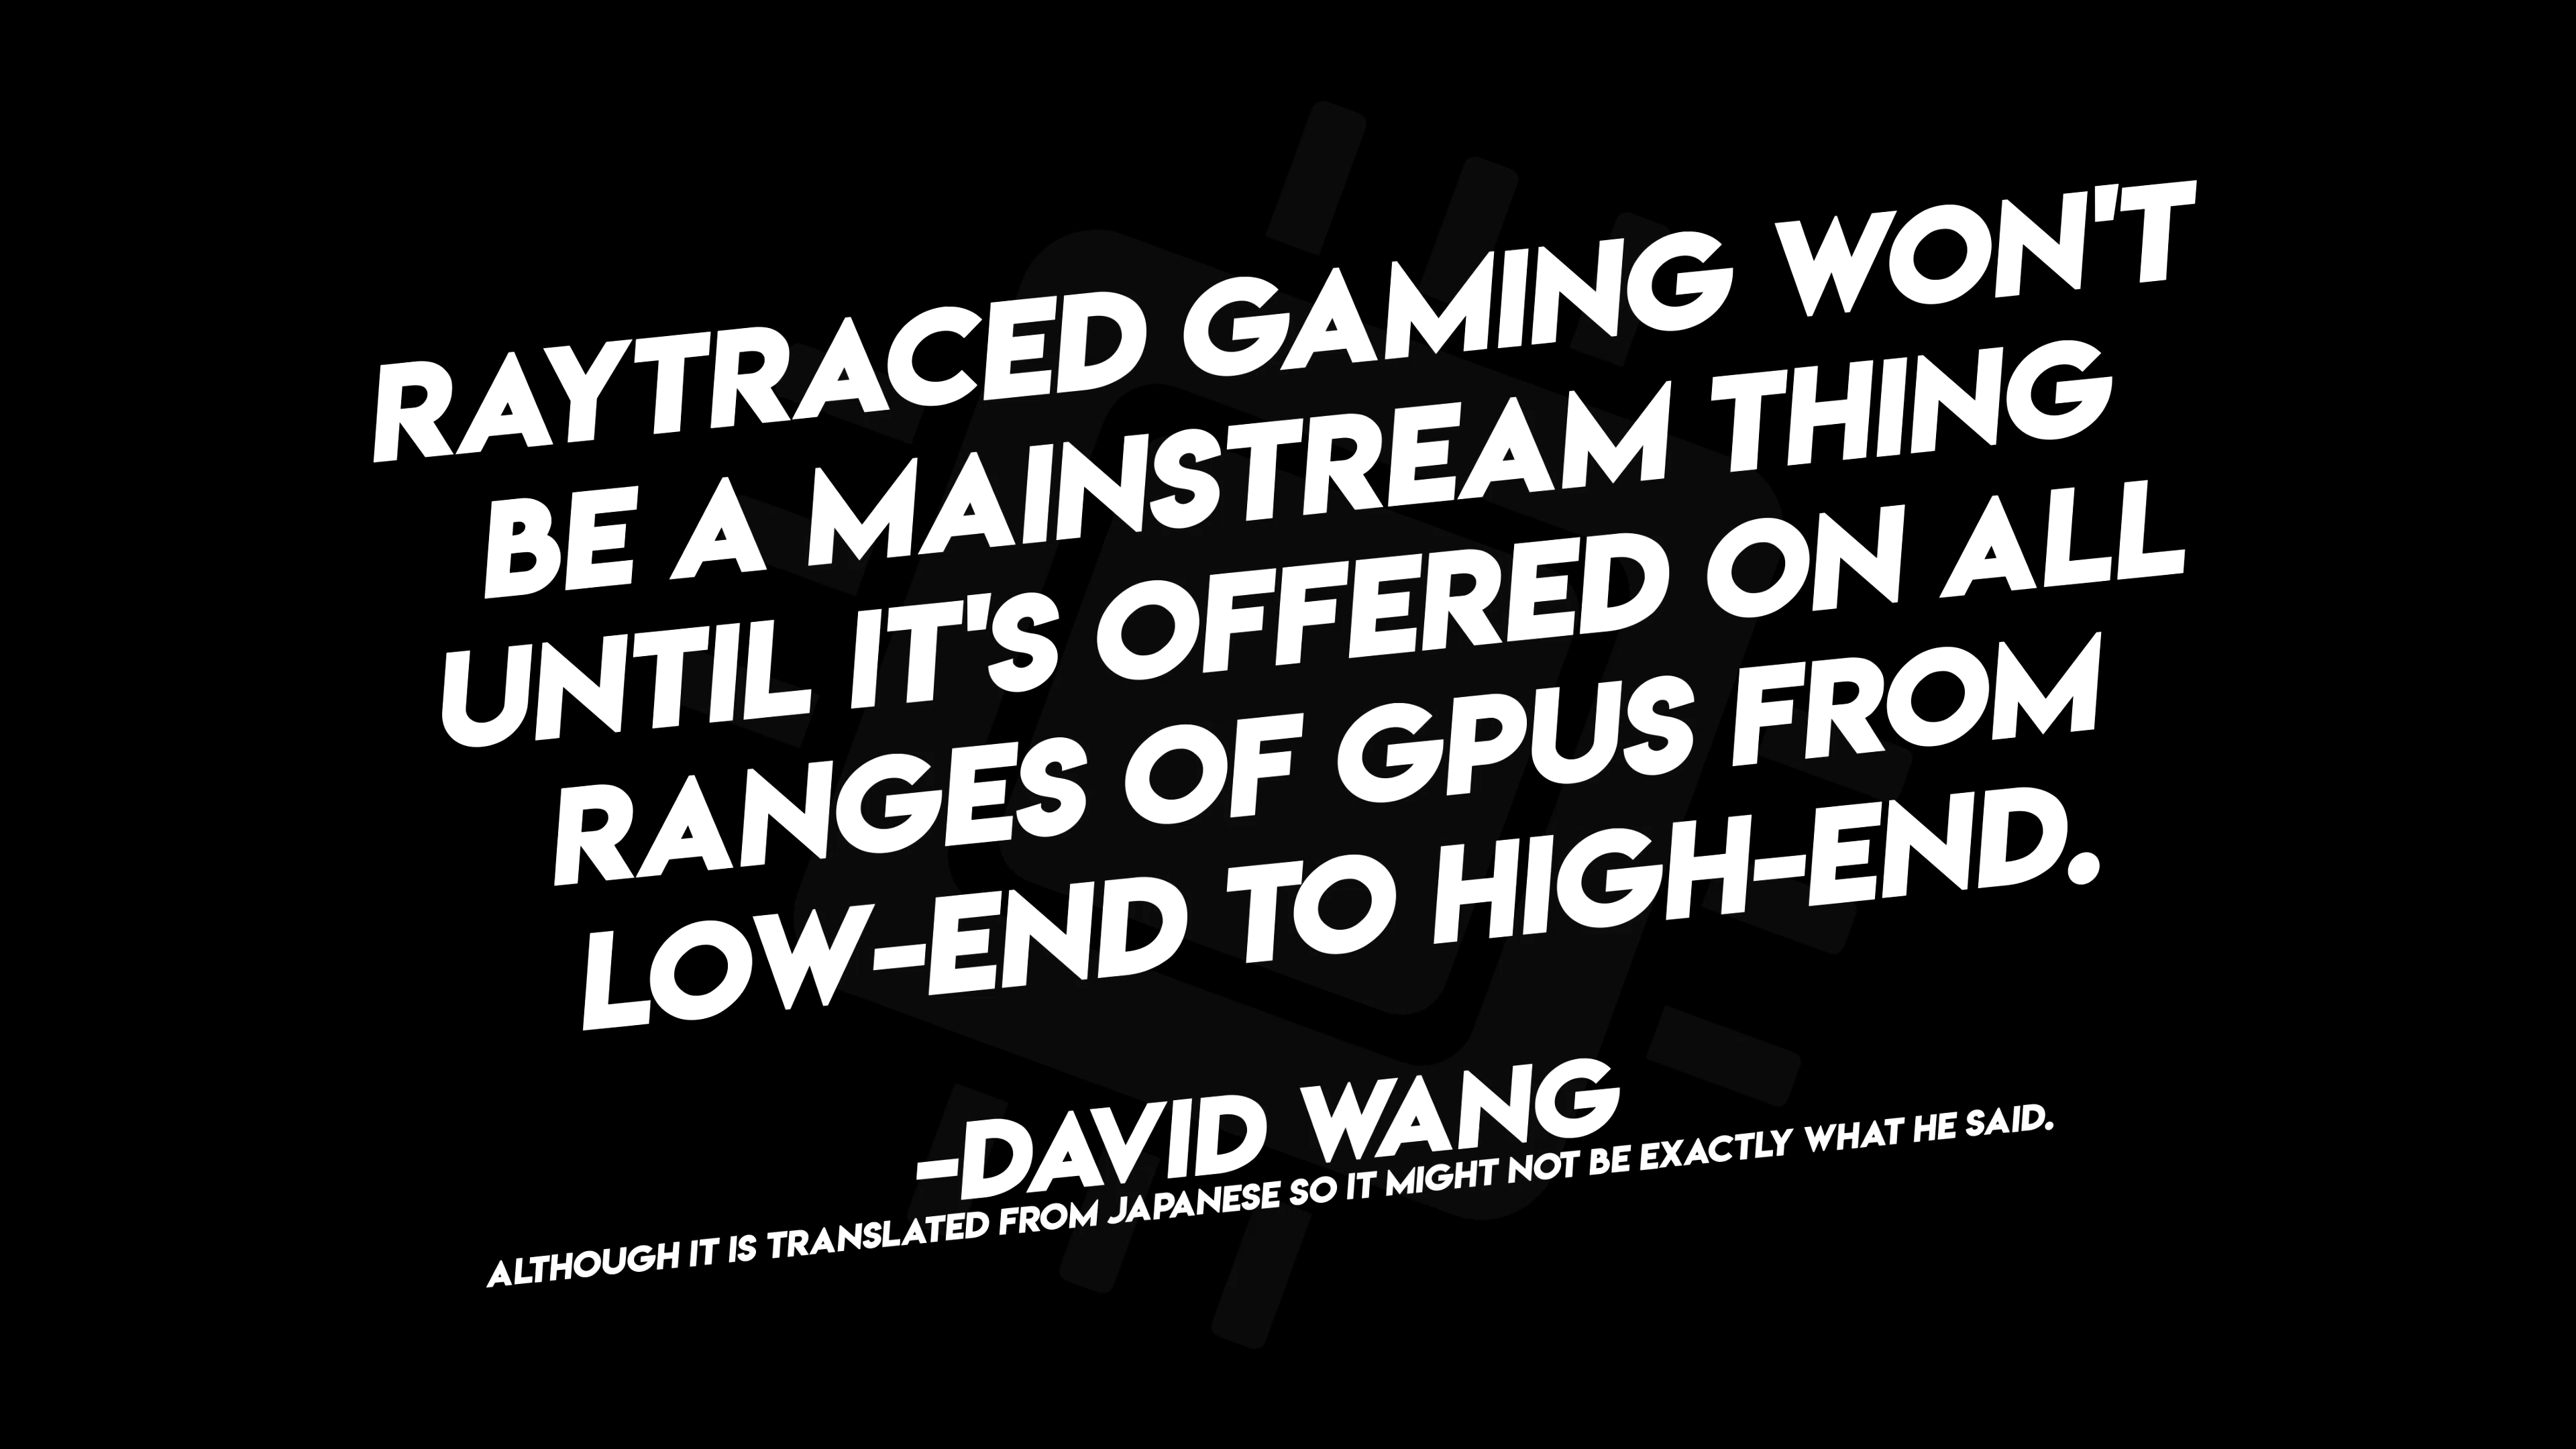 RAYTRACED GAMING WON'T
BE A MAINSTREAM THING
UNTIL IT'S OFFERED ON ALL
RANGES OF GPUS FROM
LOW-END TO HIGH-END.
-DAVID WANG
ALTHOUGH IT IS TRANSLATED FROM JAPANESE SO IT MIGHT NOT BE EXACTLY WHAT HE SAID.